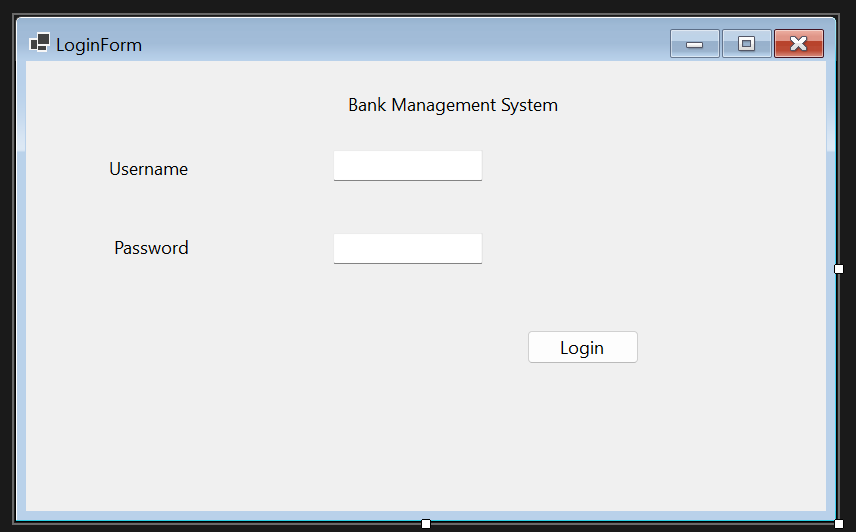 LoginForm
Bank Management System
Username
Password
Login